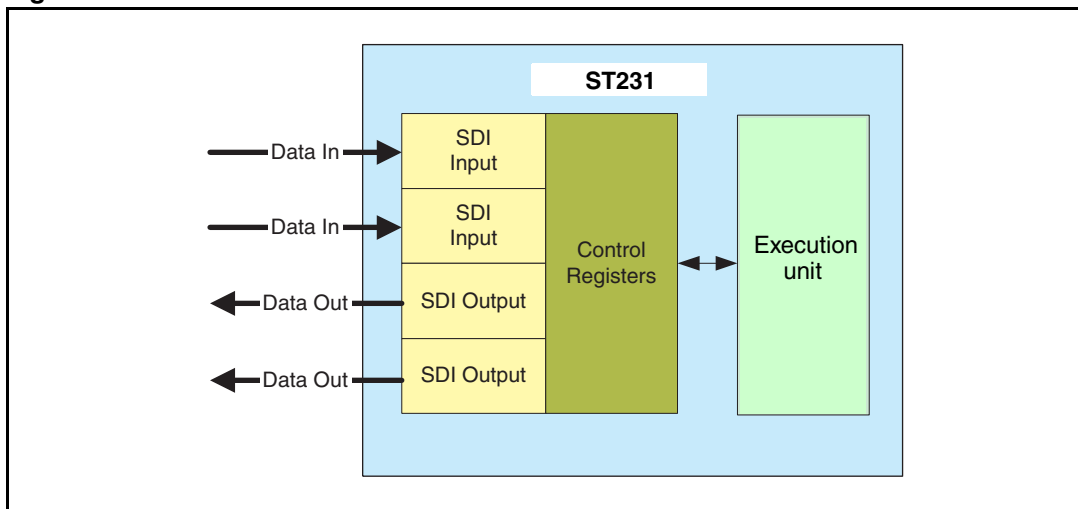 ST231
Data In
SDI
Input
Data In
SDI
Input
Data Out
SDI Output
Data Out
SDI Output
Control
Registers
Execution
unit